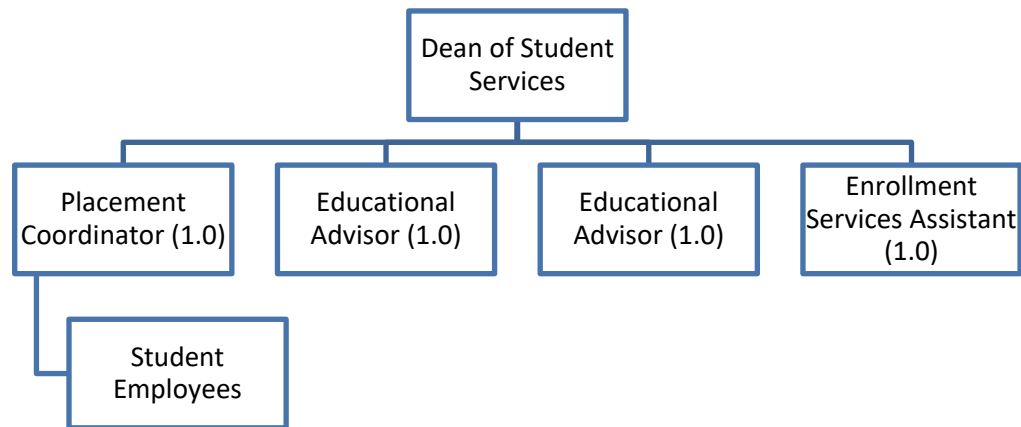 Dean of Student
Services
Placement
Coordinator (1.0)
Educational
Advisor (1.0)
Educational
Advisor (1.0)
Enrollment
Services Assistant
(1.0)
Student
Employees